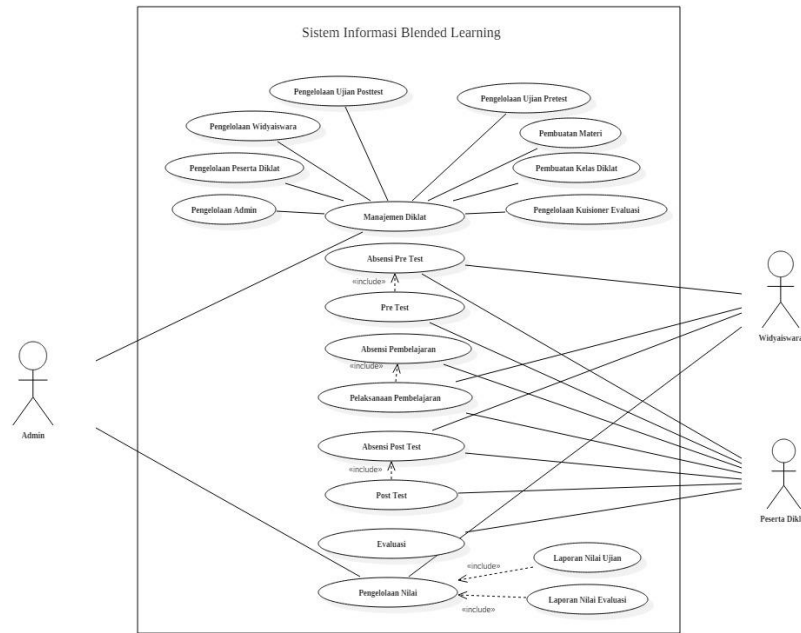 Sistem Informasi Blended Learning
Pengelolaan Ujian Posttest
Pengelolaan Ujian Pretest
Pengelolaan Widyaiswara
Pembuatan Materi
Pengelolaan Peserta Diklat
Pembuatan Kelas Diklat
Pengelolaan Admin
Manajemen Diklat
Pengelolaan Kuisioner Evaluasi
Absensi Pre Test
«include»
Pre Test
Widyaiswara
Absensi Pembelajaran
«include»
Pelaksanaan Pembelajaran
Admin
Absensi Post Test
«include»
Post Test
Peserta Dikl
Evaluasi
Laporan Nilai Ujian
«include»
Pengelolaan Nilai
Laporan Nilai Evaluasi
«include»